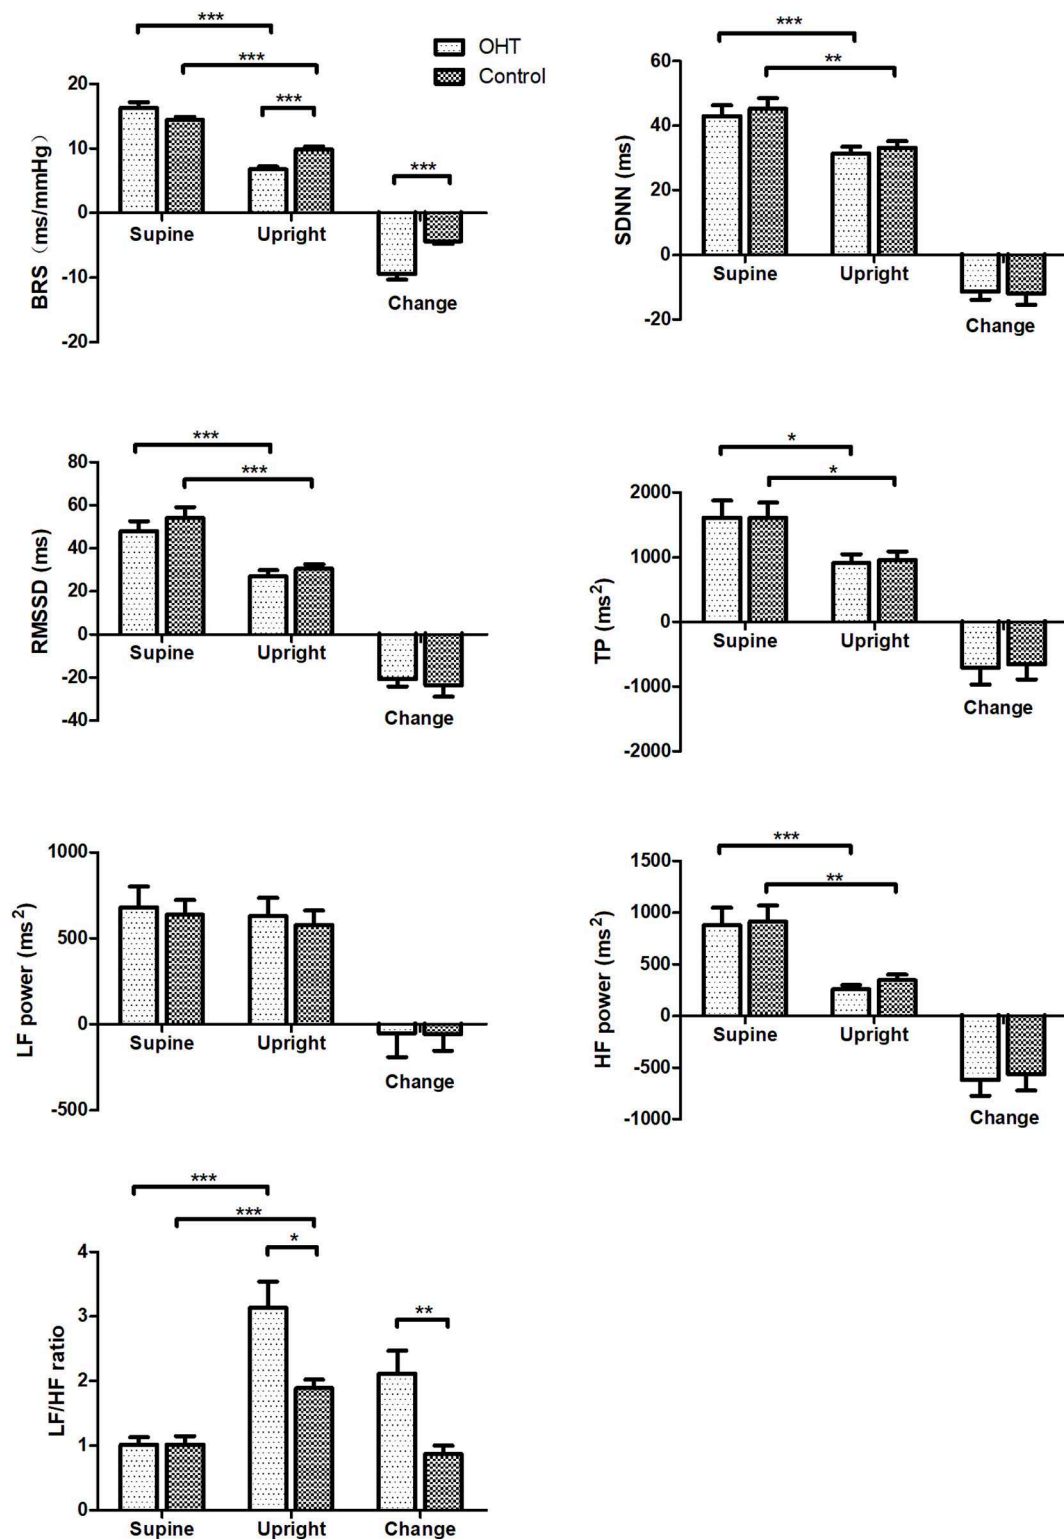 ***
***
***
***
OHT
Control
BRS (ms/mmHg)
20
10
0
-10
-20
Supine
Upright
Change
***
**
SDNN (ms)
60
40
20
0
-20
Supine
Upright
Change
***
***
RMSSD (ms)
80
60
40
20
0
-20
-40
Supine
Upright
Change
*
*
TP (ms²)
2000
1000
0
-1000
-2000
Supine
Upright
Change
LF power (ms²)
1000
500
0
-500
Supine
Upright
Change
***
**
HF power (ms²)
1500
1000
500
0
-500
-1000
Supine
Upright
Change
***
***
*
**
LF/HF ratio
4
3
2
1
0
Supine
Upright
Change